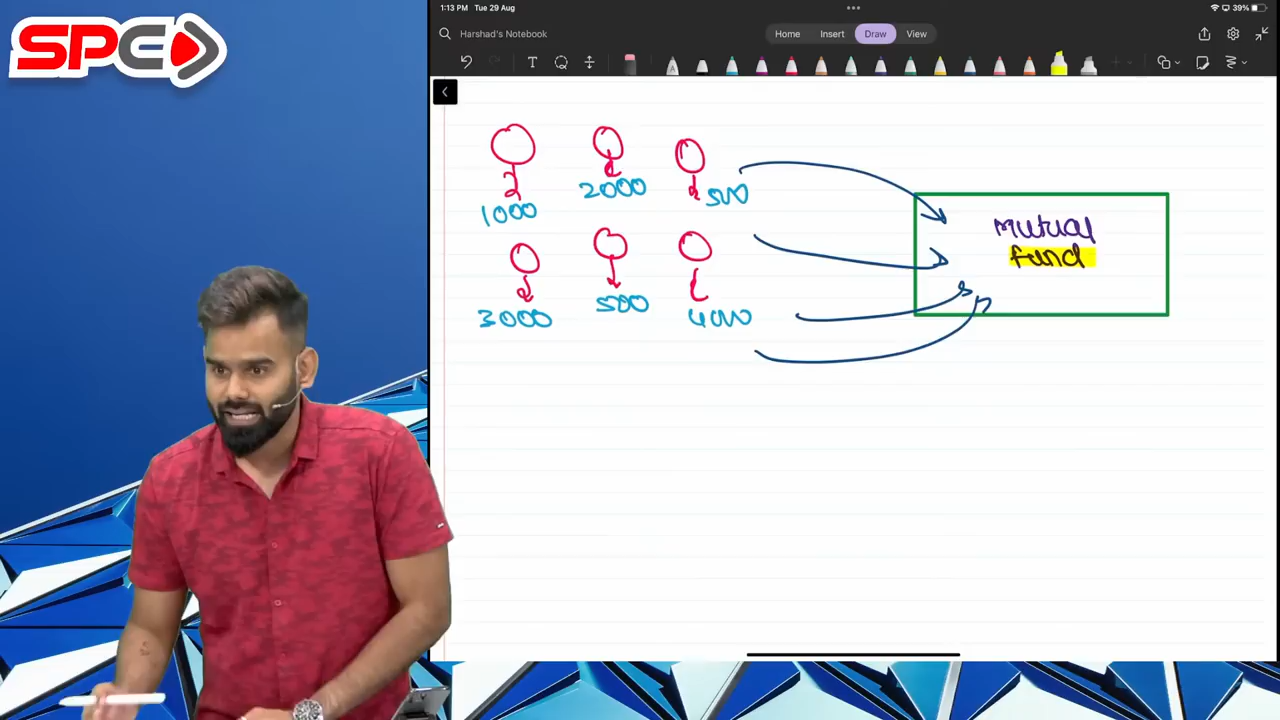 1:13 PM Tue 29 Aug
39%
SPE
Harshad's Notebook
Home Insert Draw View
1000
2000
500
3000
500
4000
mutual
fund